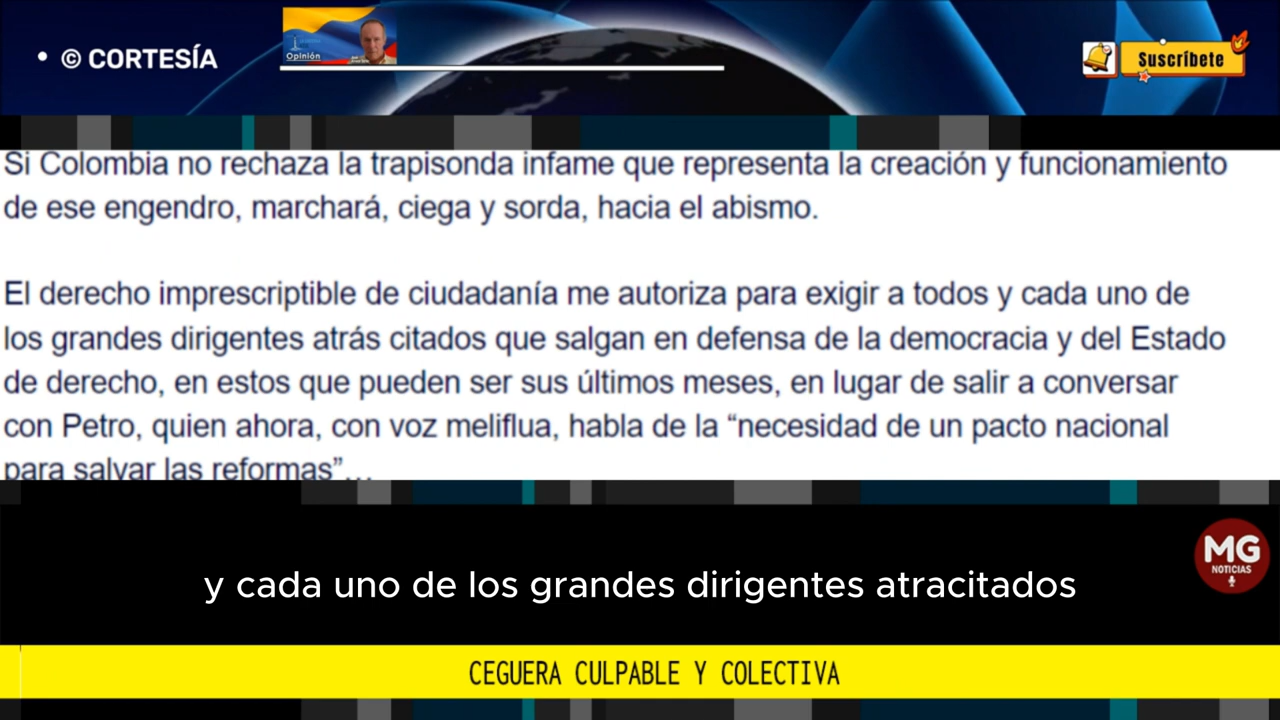 • © CORTESÍA
Opinión
Suscríbete
Si Colombia no rechaza la trapisonda infame que representa la creación y funcionamiento
de ese engendro, marchará, ciega y sorda, hacia el abismo.
El derecho imprescriptible de ciudadanía me autoriza para exigir a todos y cada uno de
los grandes dirigentes atrás citados que salgan en defensa de la democracia y del Estado
de derecho, en estos que pueden ser sus últimos meses, en lugar de salir a conversar
con Petro, quien ahora, con voz meliflua, habla de la “necesidad de un pacto nacional
para salvar las reformas”…
MG
NOTICIAS
y cada uno de los grandes dirigentes atracitados
CEGUERA CULPABLE Y COLECTIVA